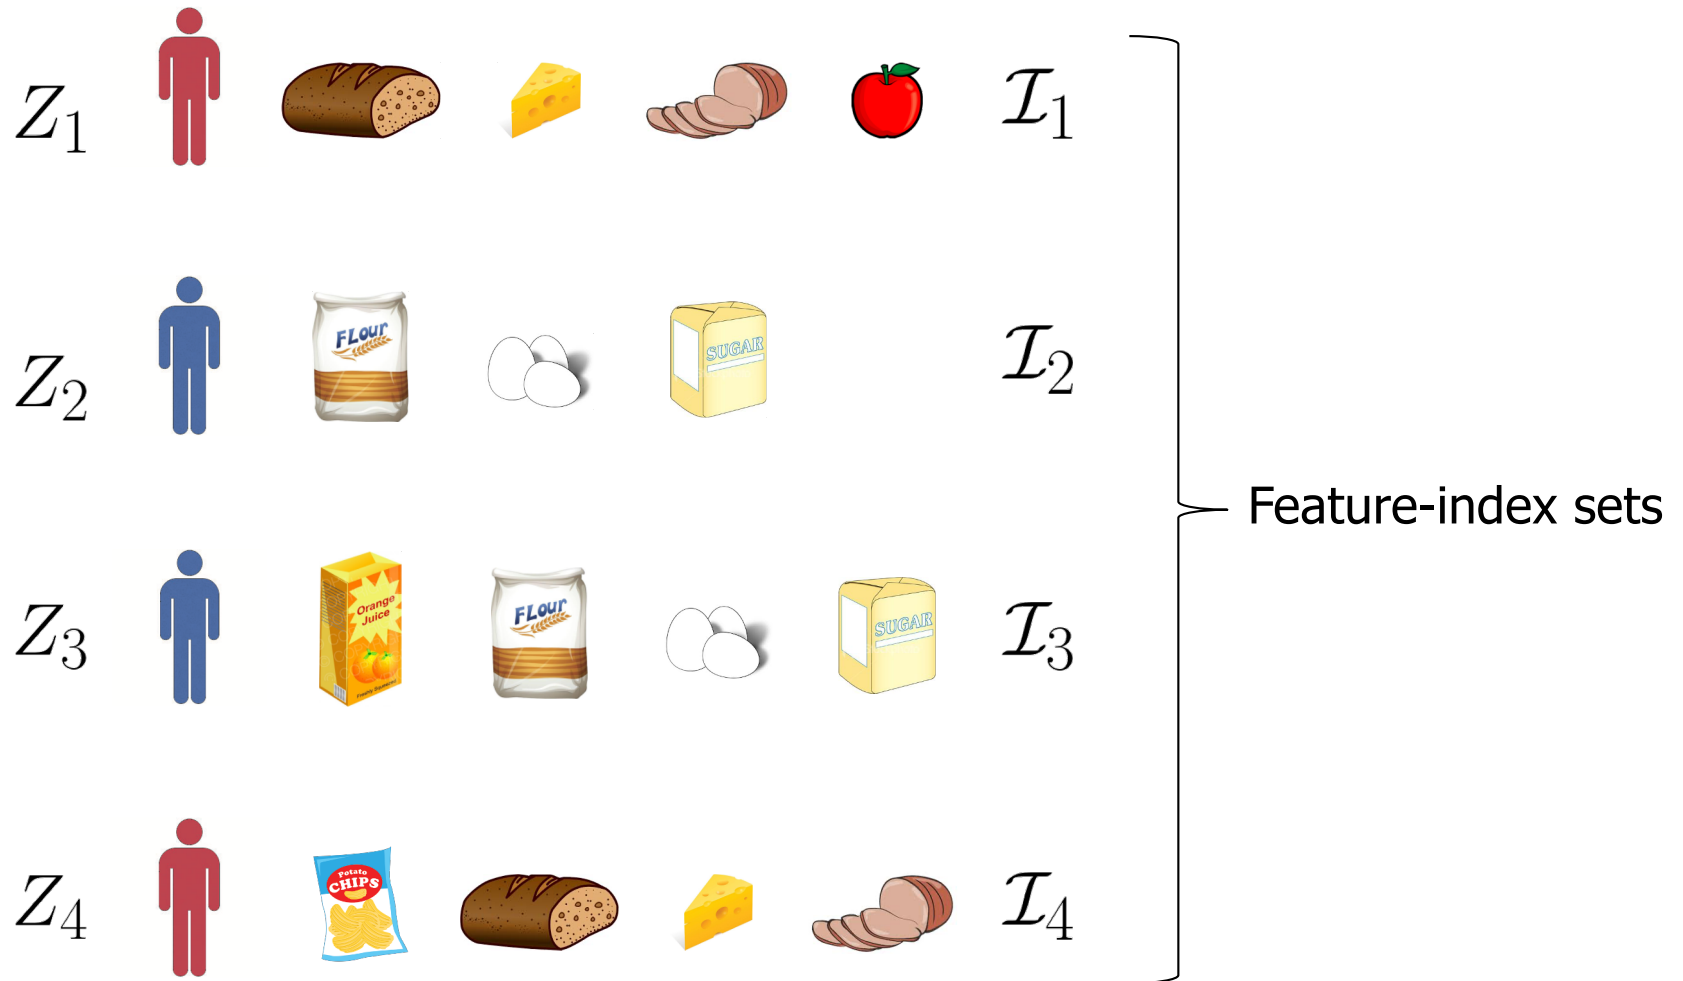 Z₁ ℐ₁
FLour
SUGAR
Z₂ ℐ₂
Feature-index sets
Orange
Juice
FLour
SUGAR
Z₃ ℐ₃
Potato
CHIPS
Z₄ ℐ₄